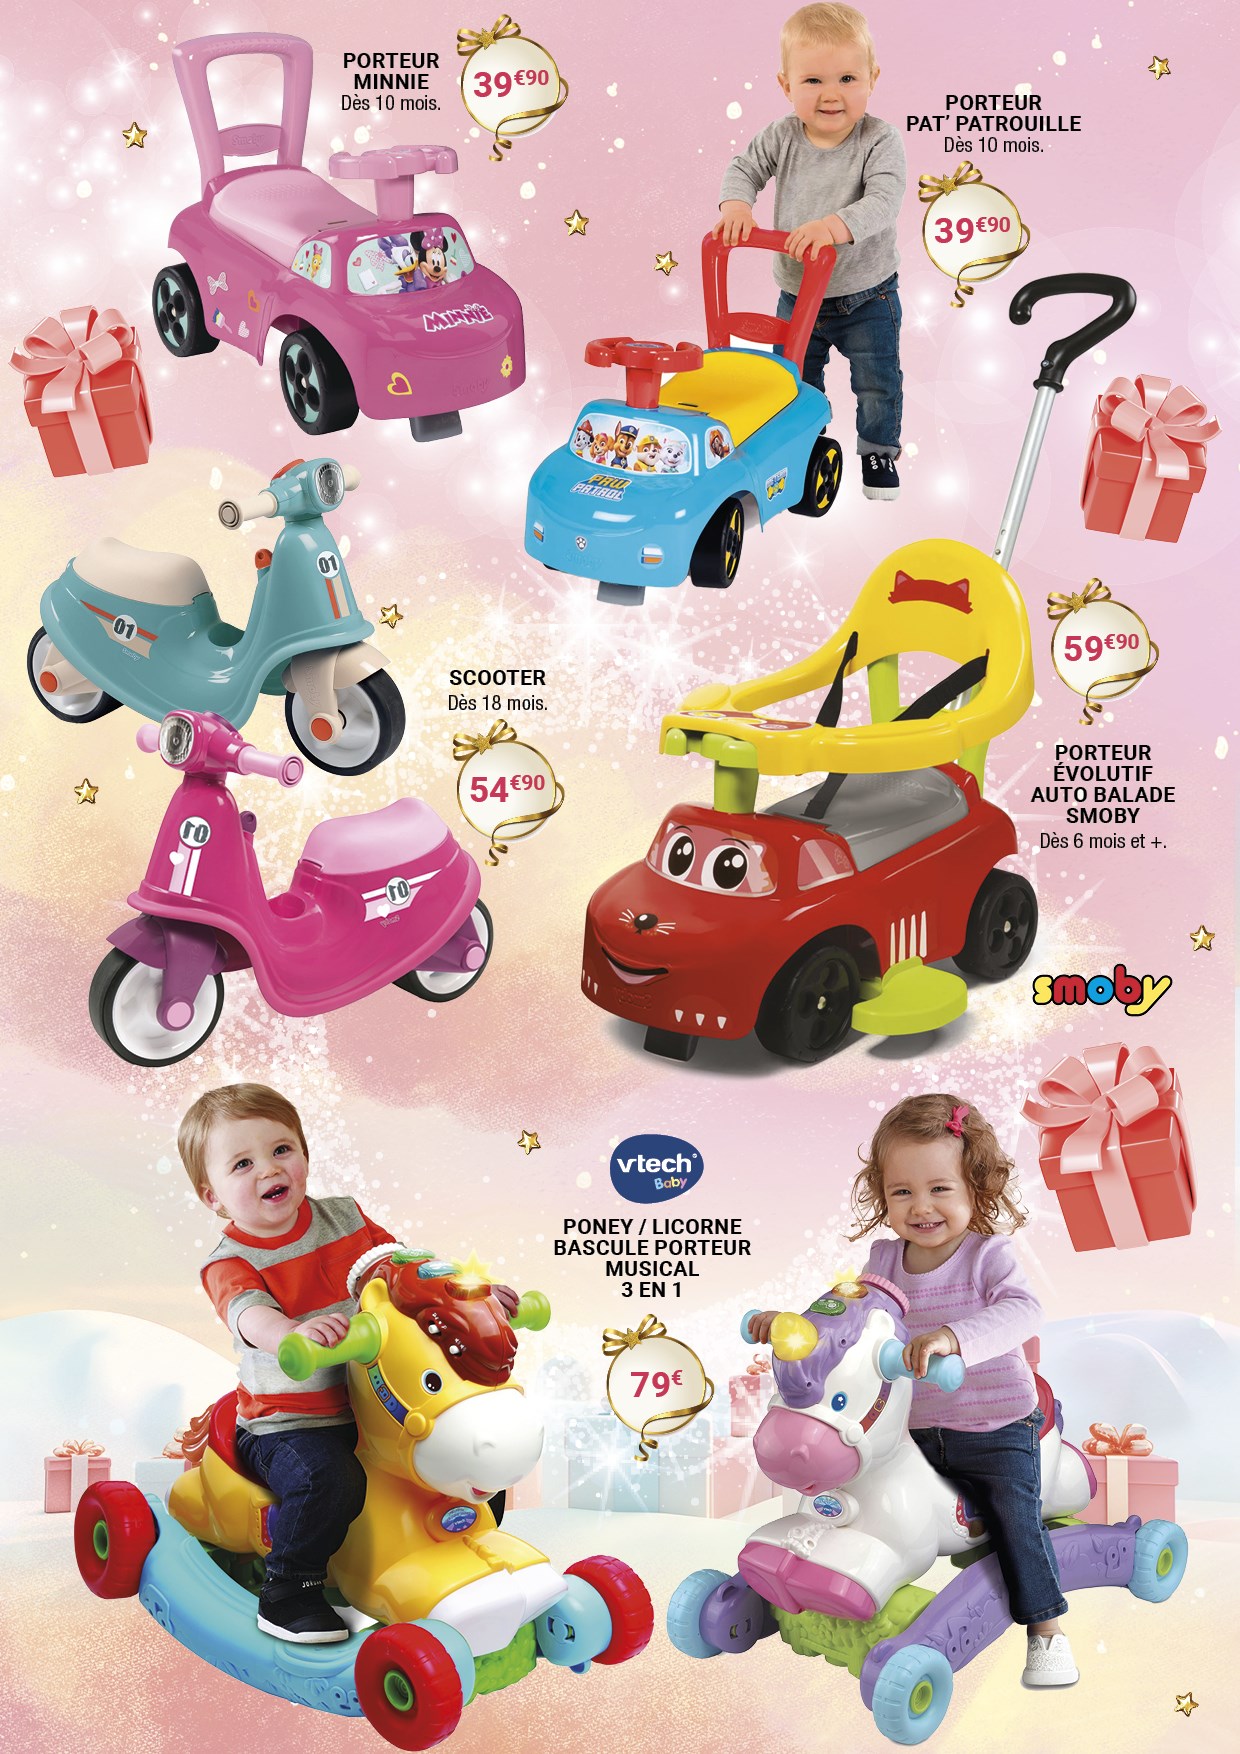 PORTEUR
MINNIE
Dès 10 mois.
39€90
PORTEUR
PAT’ PATROUILLE
Dès 10 mois.
39€90
MINNIE
PAW
PATROL
01
01
SCOOTER
Dès 18 mois.
54€90
59€90
PORTEUR
ÉVOLUTIF
AUTO BALADE
SMOBY
Dès 6 mois et +.
01
01
smoby
vtech
Baby
PONEY / LICORNE
BASCULE PORTEUR
MUSICAL
3 EN 1
79€